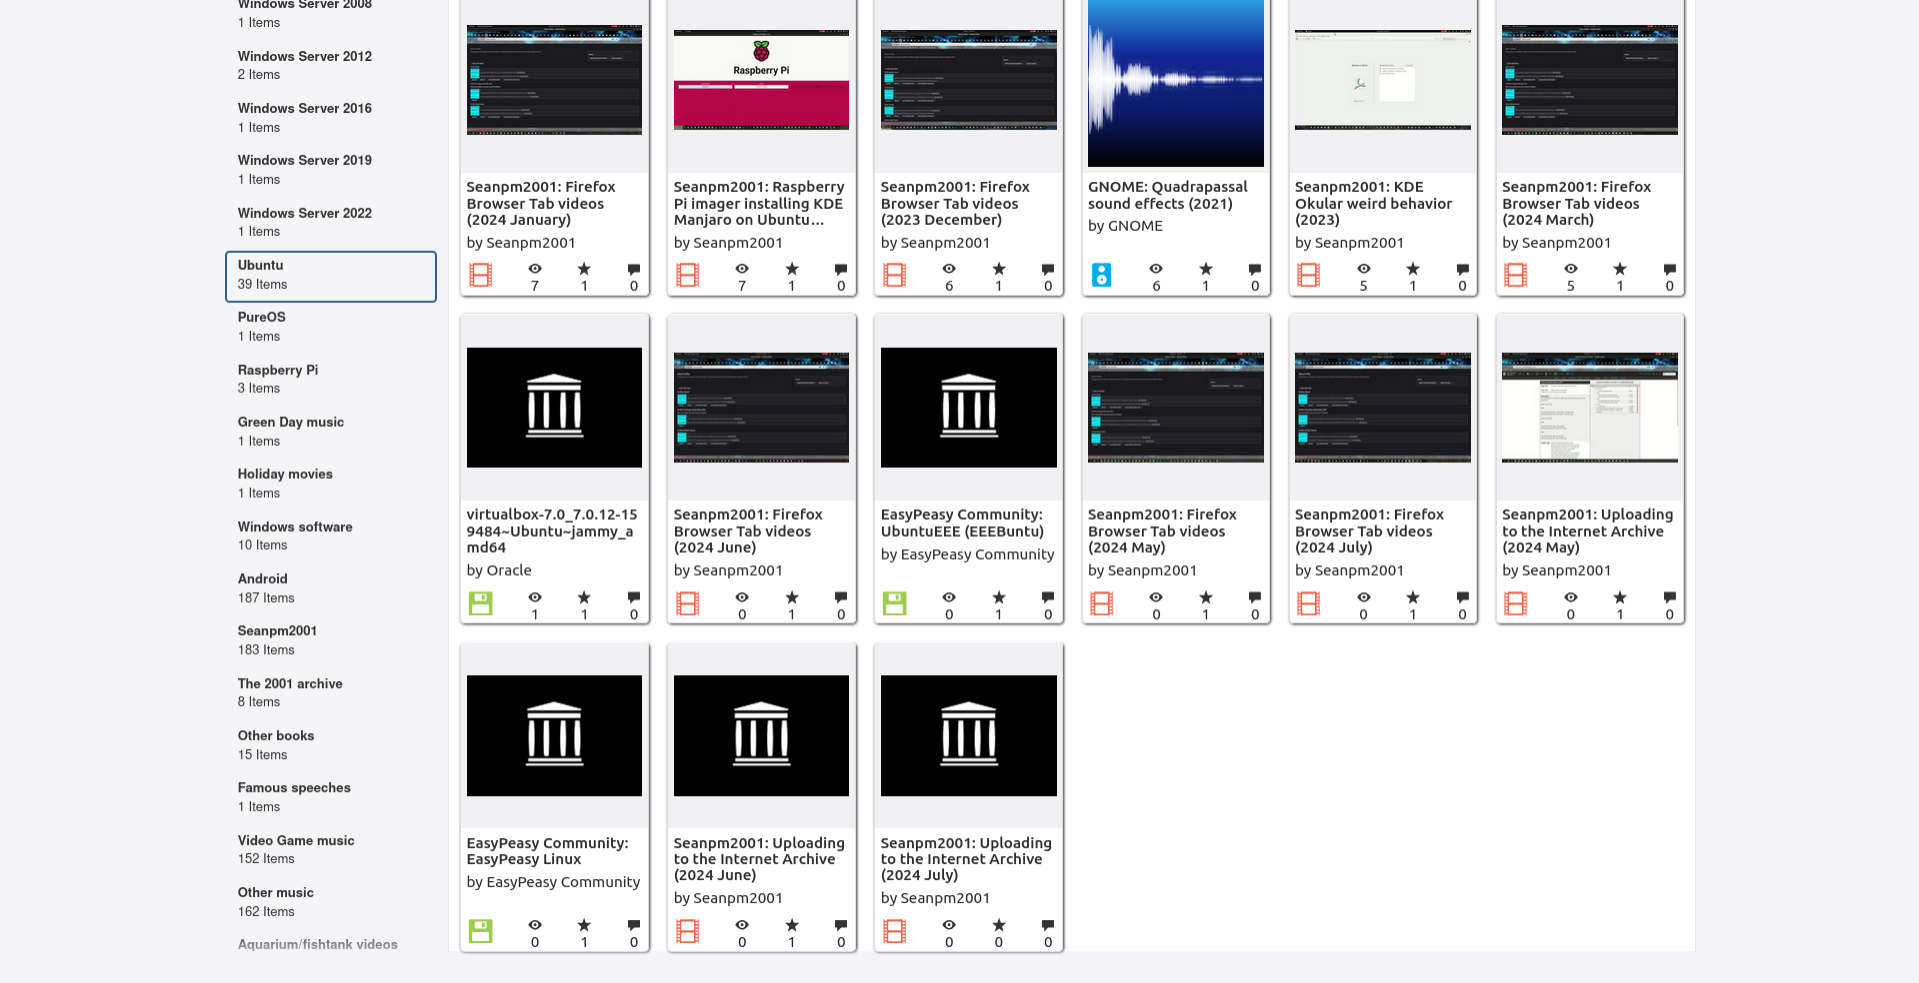 Windows Server 2008
1 Items
Windows Server 2012
2 Items
Windows Server 2016
1 Items
Windows Server 2019
1 Items
Windows Server 2022
1 Items
Ubuntu
39 Items
PureOS
1 Items
Raspberry Pi
3 Items
Green Day music
1 Items
Holiday movies
1 Items
Windows software
10 Items
Android
187 Items
Seanpm2001
183 Items
The 2001 archive
8 Items
Other books
15 Items
Famous speeches
1 Items
Video Game music
152 Items
Other music
162 Items
Aquarium/fishtank videos
Seanpm2001: Firefox
Browser Tab videos
(2024 January)
by Seanpm2001
7 1 0
Raspberry Pi
Seanpm2001: Raspberry
Pi imager installing KDE
Manjaro on Ubuntu...
by Seanpm2001
7 1 0
Seanpm2001: Firefox
Browser Tab videos
(2023 December)
by Seanpm2001
6 1 0
GNOME: Quadrapassal
sound effects (2021)
by GNOME
6 1 0
Seanpm2001: KDE
Okular weird behavior
(2023)
by Seanpm2001
5 1 0
Seanpm2001: Firefox
Browser Tab videos
(2024 March)
by Seanpm2001
5 1 0
virtualbox-7.0_7.0.12-15
9484~Ubuntu~jammy_a
md64
by Oracle
1 1 0
Seanpm2001: Firefox
Browser Tab videos
(2024 June)
by Seanpm2001
0 1 0
EasyPeasy Community:
UbuntuEEE (EEEBuntu)
by EasyPeasy Community
0 1 0
Seanpm2001: Firefox
Browser Tab videos
(2024 May)
by Seanpm2001
0 1 0
Seanpm2001: Firefox
Browser Tab videos
(2024 July)
by Seanpm2001
0 1 0
Seanpm2001: Uploading
to the Internet Archive
(2024 May)
by Seanpm2001
0 1 0
EasyPeasy Community:
EasyPeasy Linux
by EasyPeasy Community
0 1 0
Seanpm2001: Uploading
to the Internet Archive
(2024 June)
by Seanpm2001
0 1 0
Seanpm2001: Uploading
to the Internet Archive
(2024 July)
by Seanpm2001
0 0 0